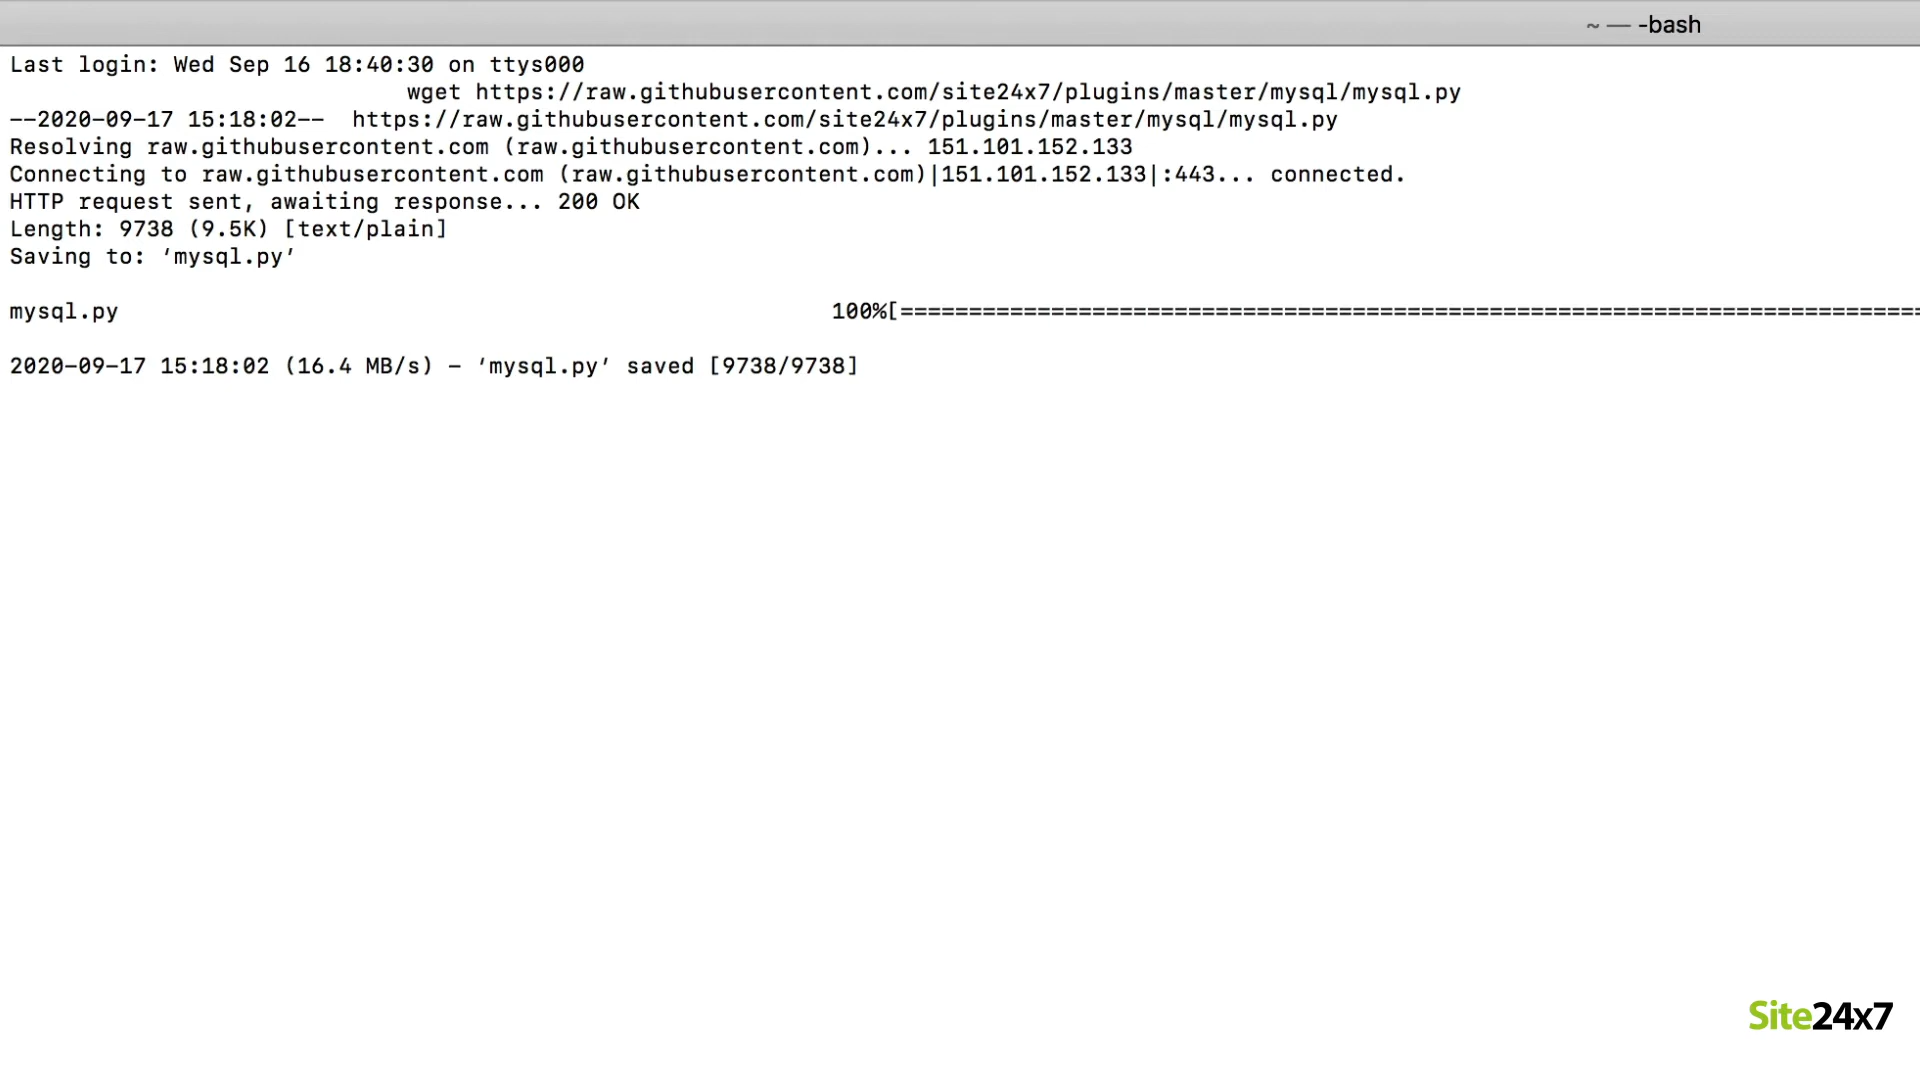 ~ — -bash
Last login: Wed Sep 16 18:40:30 on ttys000
wget https://raw.githubusercontent.com/site24x7/plugins/master/mysql/mysql.py
--2020-09-17 15:18:02--  https://raw.githubusercontent.com/site24x7/plugins/master/mysql/mysql.py
Resolving raw.githubusercontent.com (raw.githubusercontent.com)... 151.101.152.133
Connecting to raw.githubusercontent.com (raw.githubusercontent.com)|151.101.152.133|:443... connected.
HTTP request sent, awaiting response... 200 OK
Length: 9738 (9.5K) [text/plain]
Saving to: ‘mysql.py’
mysql.py 100%[===========================================================================
2020-09-17 15:18:02 (16.4 MB/s) - ‘mysql.py’ saved [9738/9738]
Site24x7